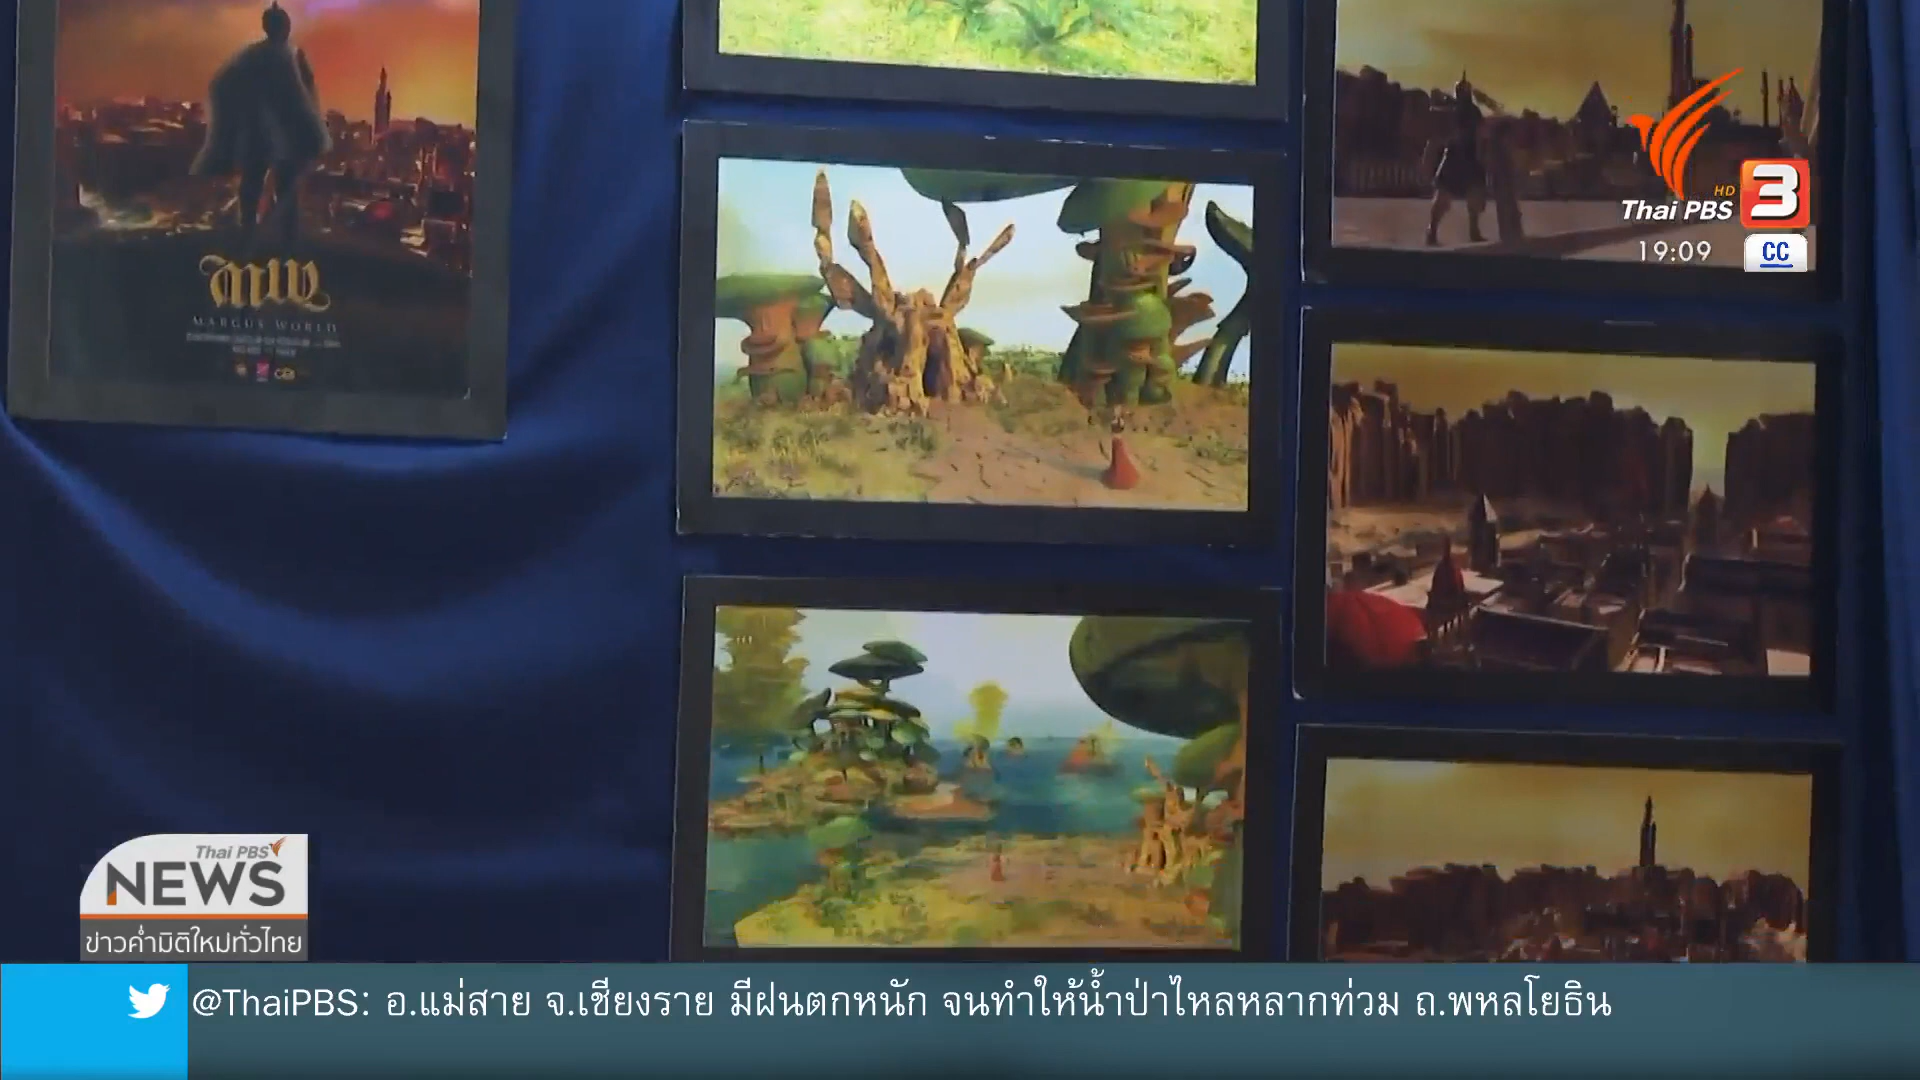 MARGUS WORLD
HD
Thai PBS
3
19:09
CC
Thai PBS
NEWS
ข่าวค่ำมิติใหม่ทั่วไทย
@ThaiPBS: อ.แม่สาย จ.เชียงราย มีฝนตกหนัก จนทำให้น้ำป่าไหลหลากท่วม ถ.พหลโยธิน